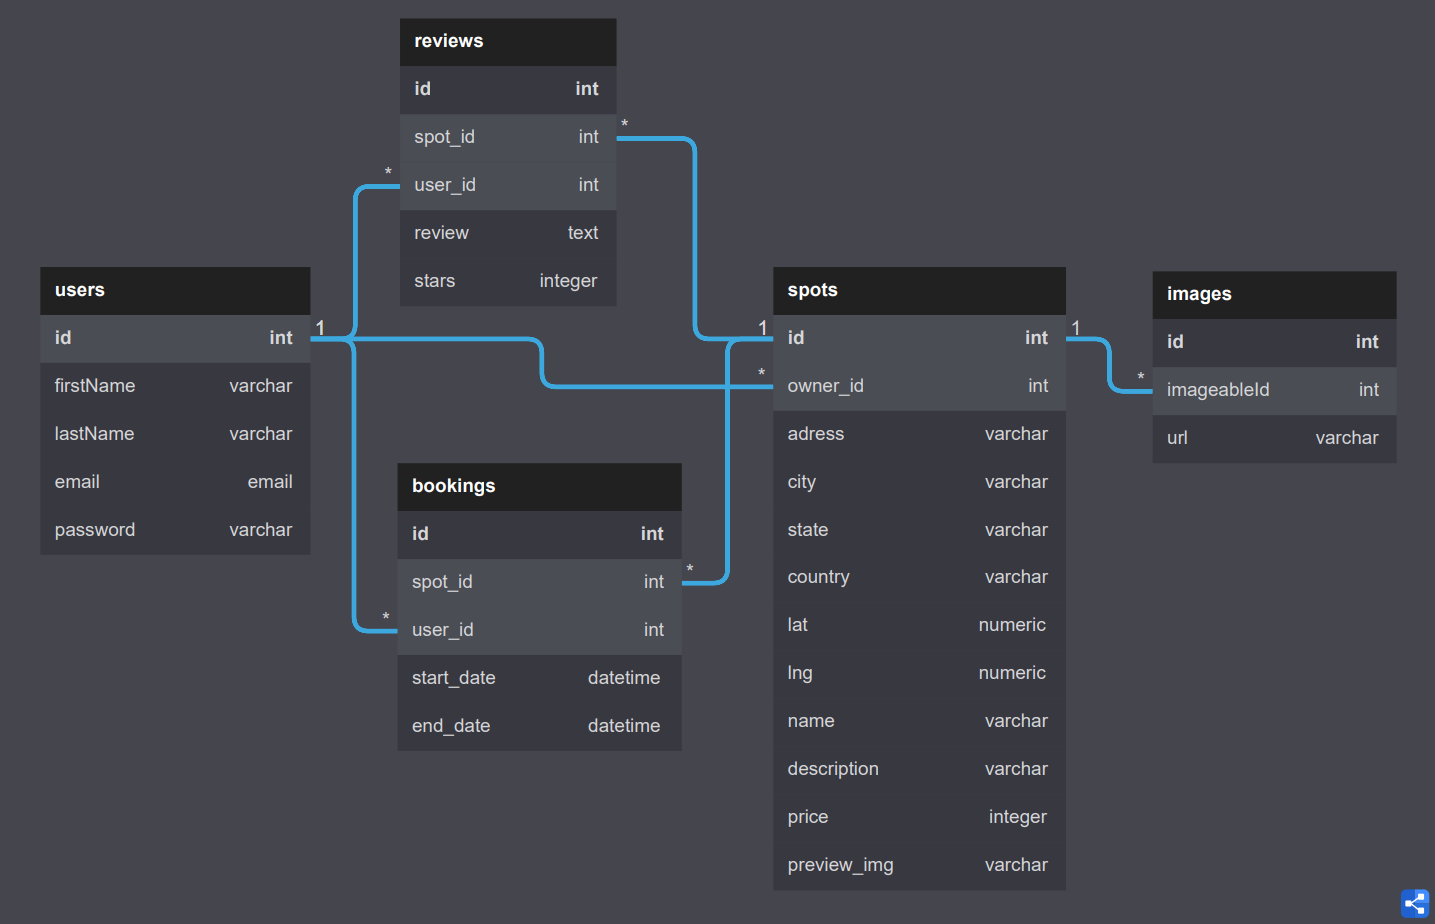 reviews
id int
spot_id int *
* user_id int
review text
stars integer
users
id int 1
firstName varchar
lastName varchar
email email
password varchar
bookings
id int
spot_id int *
* user_id int
start_date datetime
end_date datetime
spots
1 id int 1
* owner_id int
adress varchar
city varchar
state varchar
country varchar
lat numeric
lng numeric
name varchar
description varchar
price integer
preview_img varchar
images
id int
* imageableId int
url varchar